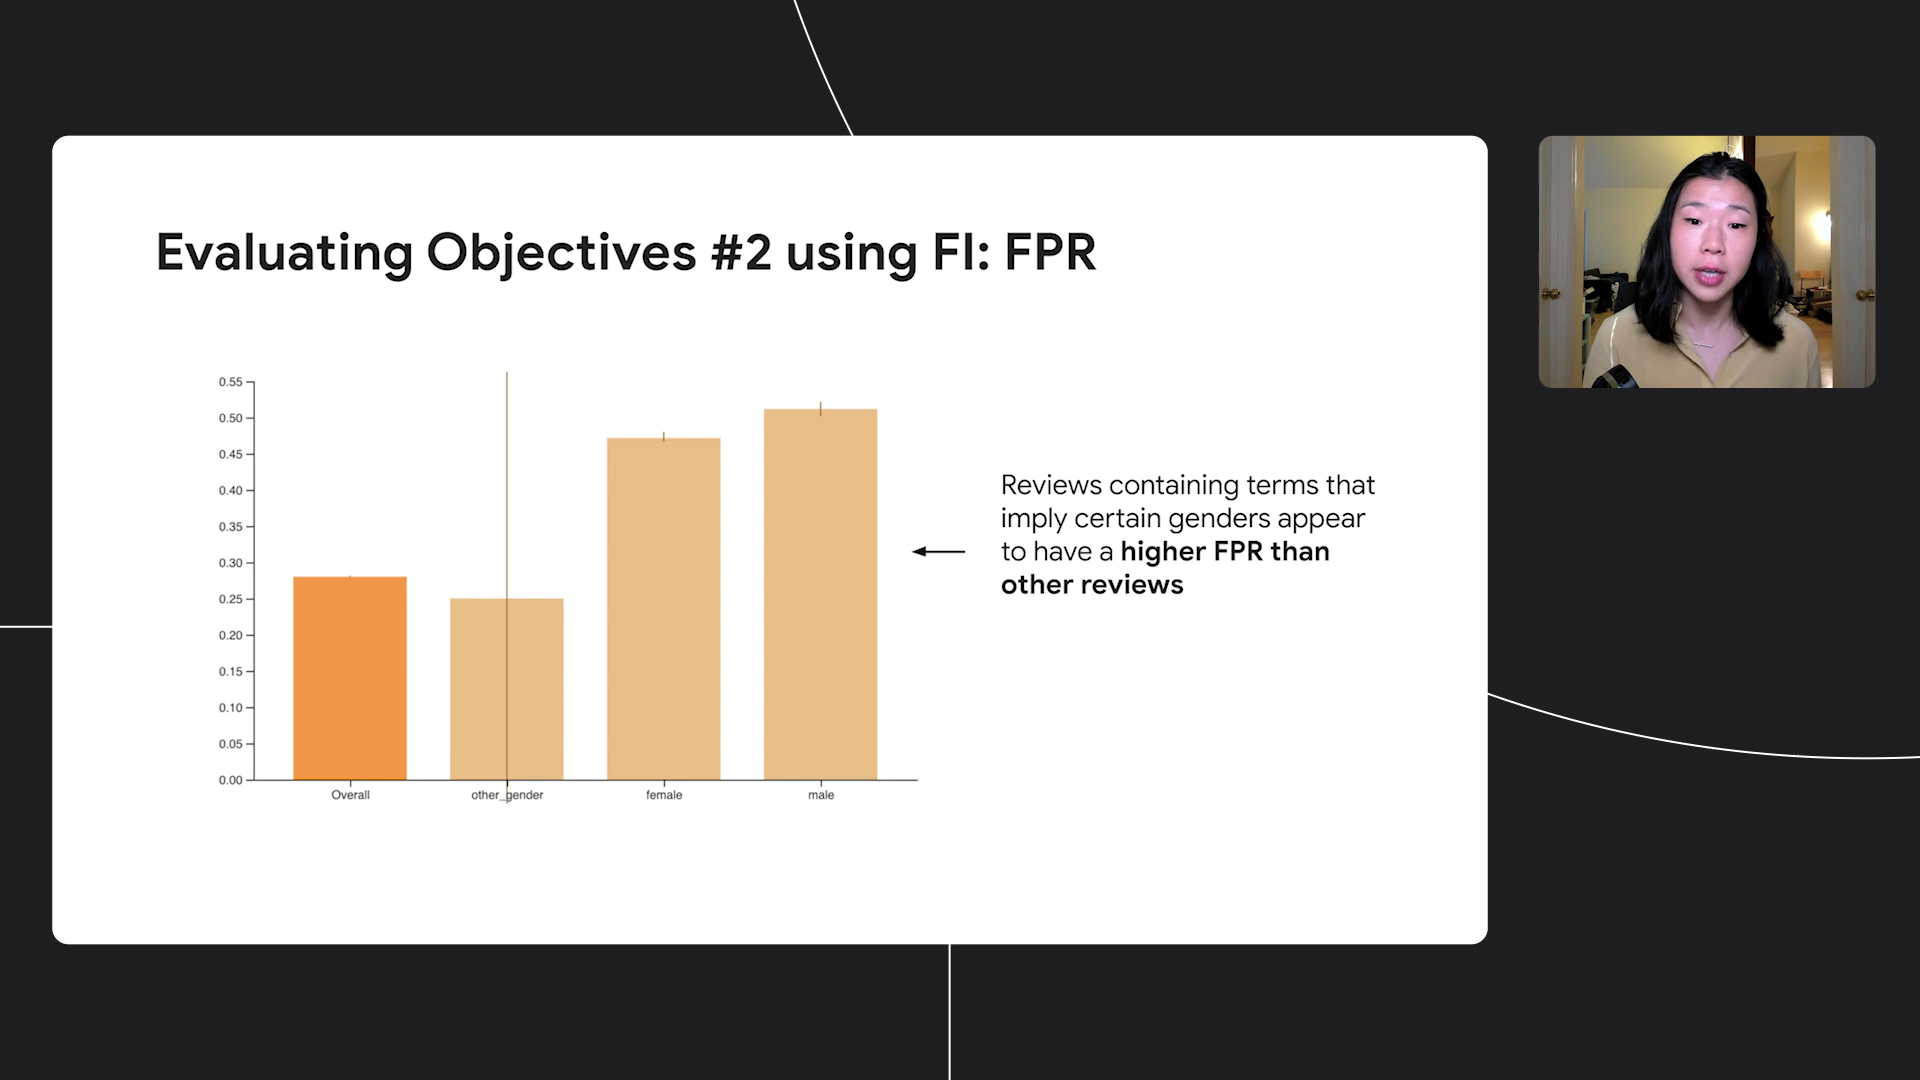 Evaluating Objectives #2 using FI: FPR
0.55
0.50
0.45
0.40
0.35
0.30
0.25
0.20
0.15
0.10
0.05
0.00
Overall
other_gender
female
male
Reviews containing terms that
imply certain genders appear
to have a higher FPR than
other reviews